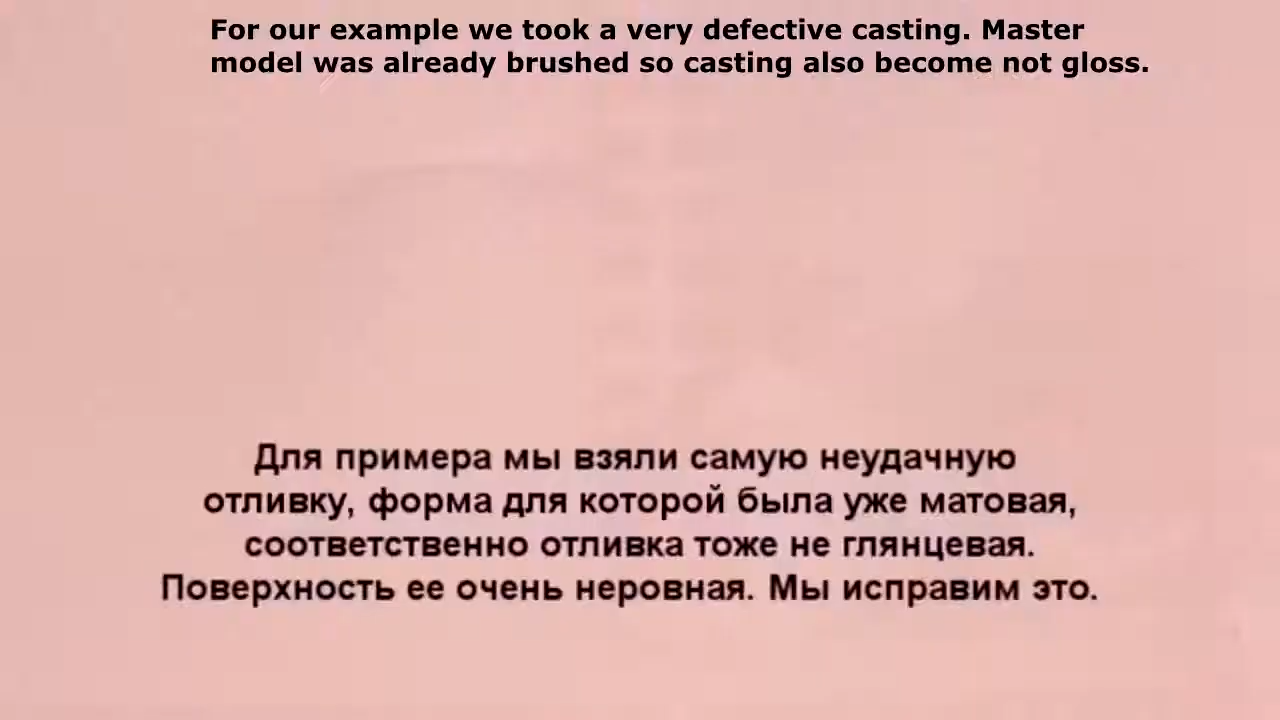 For our example we took a very defective casting. Master
model was already brushed so casting also become not gloss.
Для примера мы взяли самую неудачную
отливку, форма для которой была уже матовая,
соответственно отливка тоже не глянцевая.
Поверхность ее очень неровная. Мы исправим это.